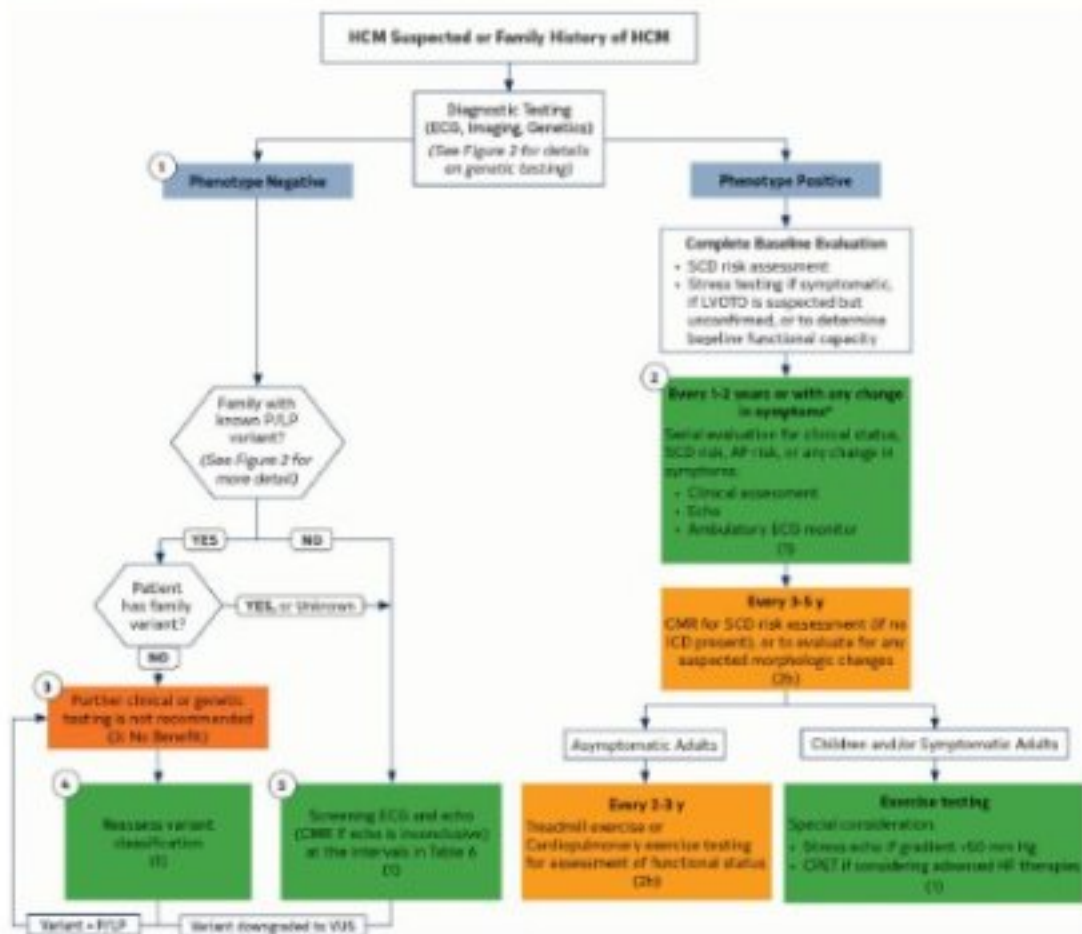 HCM Suspected or Family History of HCM
Diagnostic Testing
(ECG, Imaging, Genetics)
(See Figure 2 for details
on genetic testing)
1
Phenotype Negative
Phenotype Positive
Complete Baseline Evaluation
• SCD risk assessment
• Stress testing if symptomatic,
if LVOTO is suspected but
unconfirmed, or to determine
baseline functional capacity
2
Every 1-2 years or with any change
in symptoms*
Serial evaluation for clinical status,
SCD risk, AF risk, or any change in
symptoms
• Clinical assessment
• Echo
• Ambulatory ECG monitor
(1)
Family with
known P/LP
variant?
(See Figure 2 for
more detail)
YES
NO
Patient
has family
variant?
YES, or Unknown
NO
Every 3-5 y
CMR for SCD risk assessment (if no
ICD present), or to evaluate for any
suspected morphologic changes
(2b)
3
Further clinical or genetic
testing is not recommended
(3: No Benefit)
Asymptomatic Adults
Children and/or Symptomatic Adults
4
Reassess variant
classification
(1)
5
Screening ECG and echo
(CMR if echo is inconclusive)
at the intervals in Table 6
(1)
Every 2-3 y
Treadmill exercise or
Cardiopulmonary exercise testing
for assessment of functional status
(2b)
Exercise testing
Special consideration
• Stress echo if gradient <50 mm Hg
• CPET if considering advanced HF therapies
(1)
Variant = P/LP
Variant downgraded to VUS